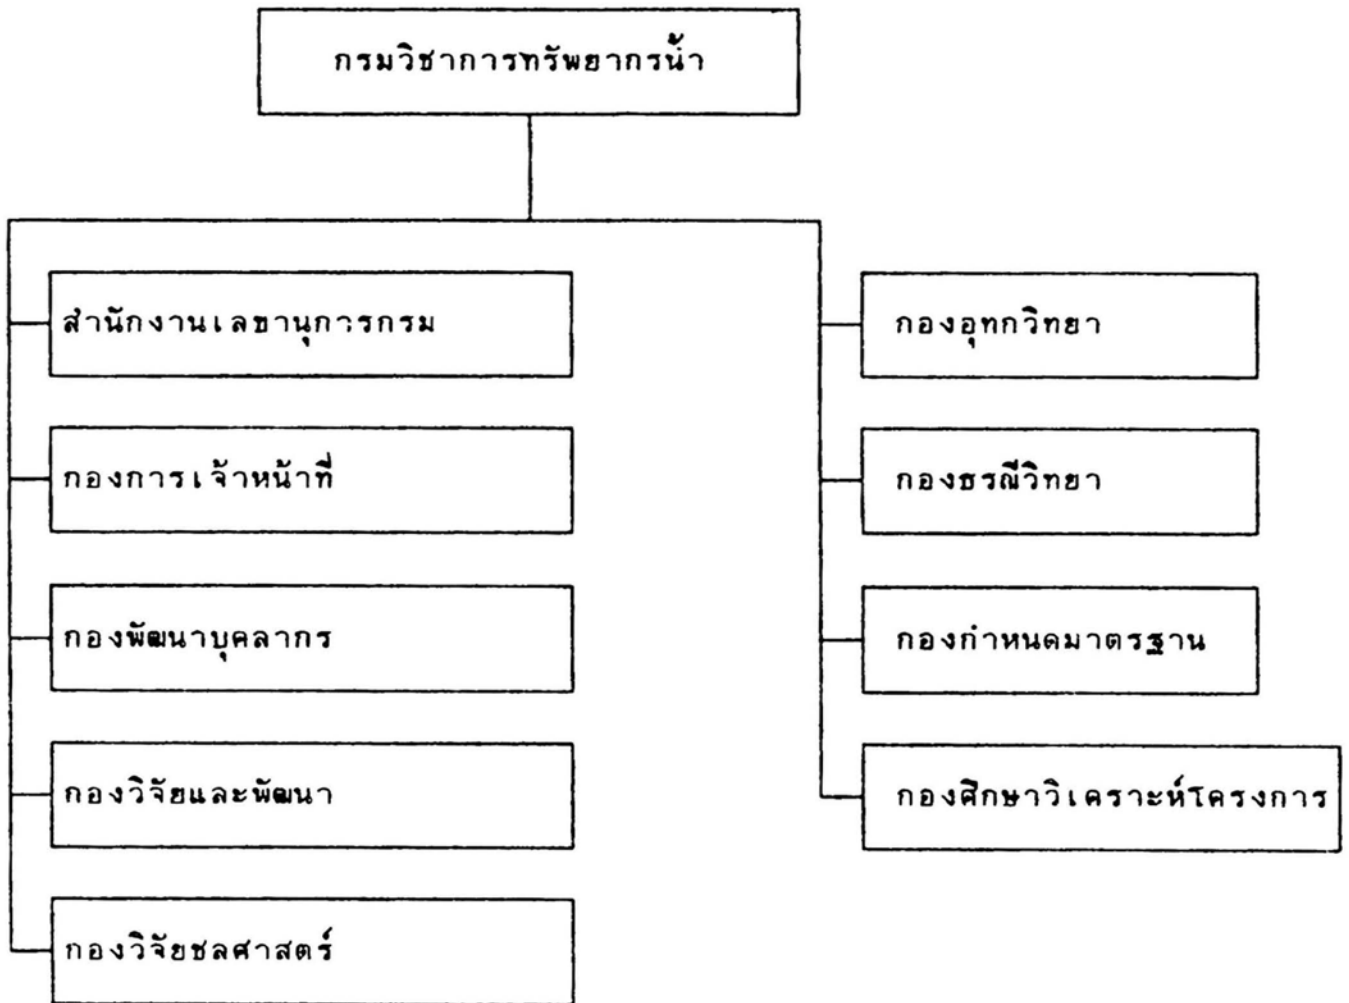 กรมวิชาการทรัพยากรน้ำ
สำนักงานเลขานุการกรม
กองการเจ้าหน้าที่
กองพัฒนาบุคลากร
กองวิจัยและพัฒนา
กองวิจัยชลศาสตร์
กองอุทกวิทยา
กองธรณีวิทยา
กองกำหนดมาตรฐาน
กองศึกษาวิเคราะห์โครงการ